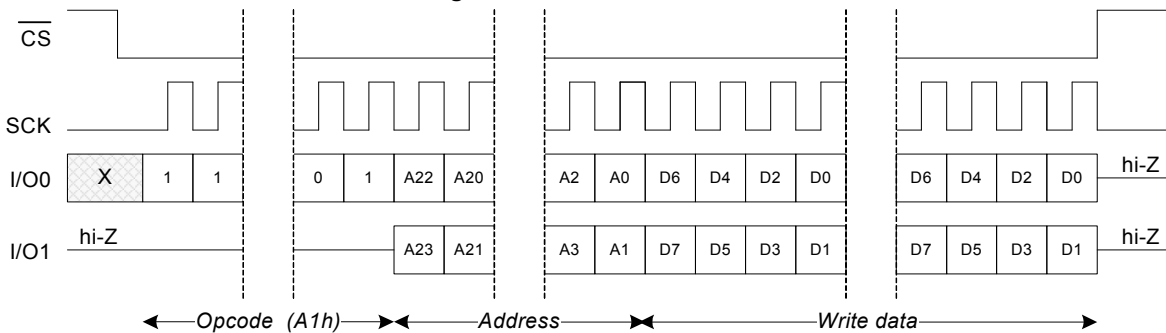 CS
SCK
I/O0 X 1 1 0 1 A22 A20 A2 A0 D6 D4 D2 D0 D6 D4 D2 D0 hi-Z
I/O1 hi-Z A23 A21 A3 A1 D7 D5 D3 D1 D7 D5 D3 D1 hi-Z
Opcode (A1h) Address Write data